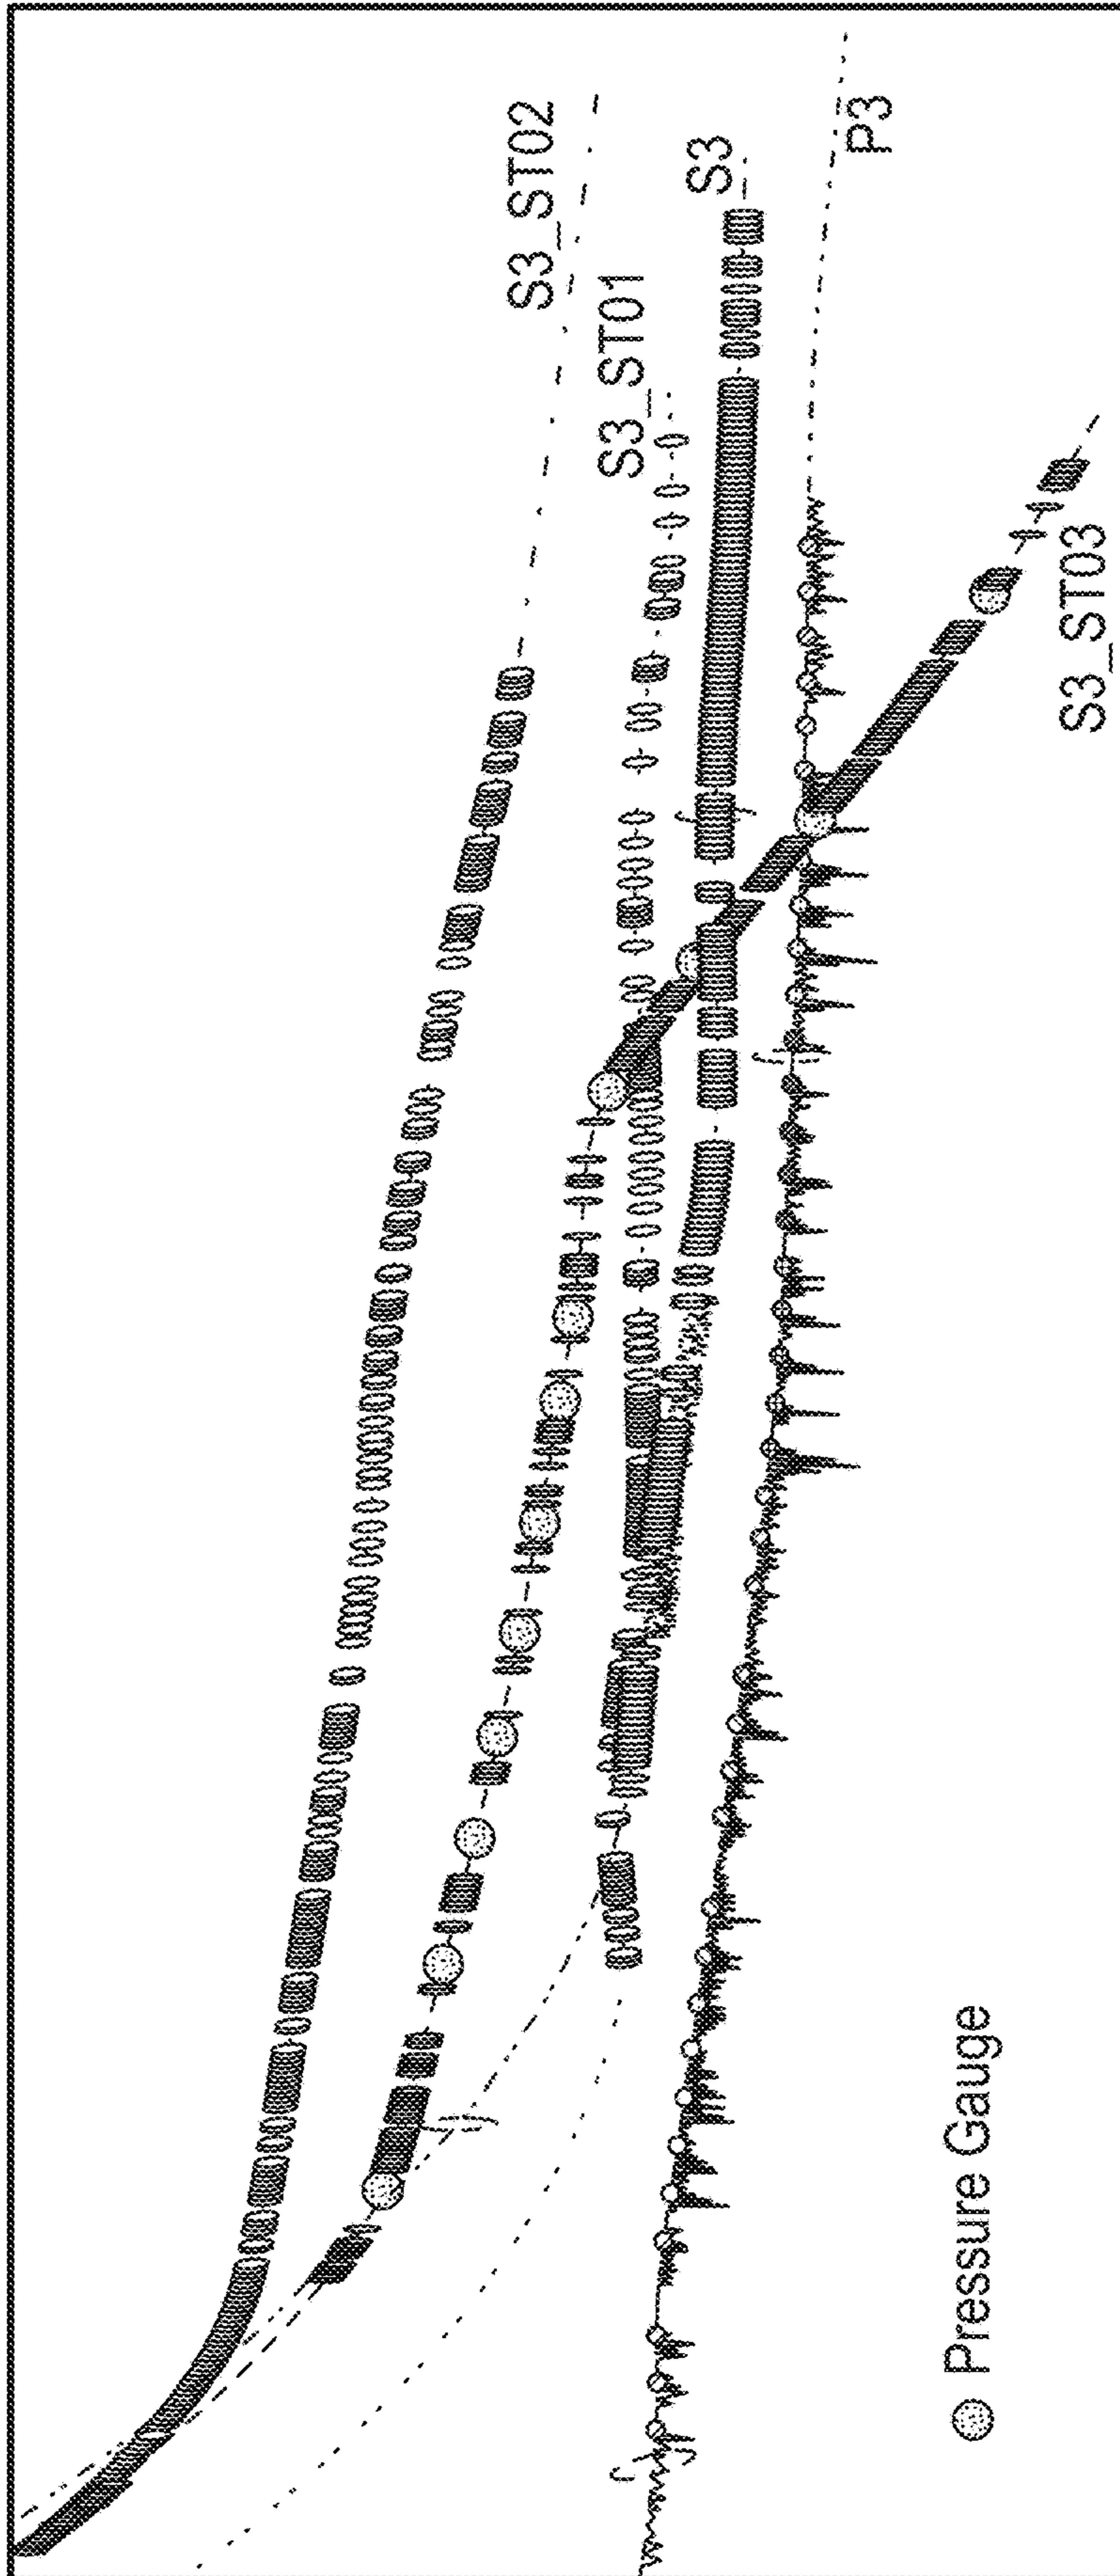 S3_ST02
S3_ST01
S3
P3
S3_ST03
Pressure Gauge